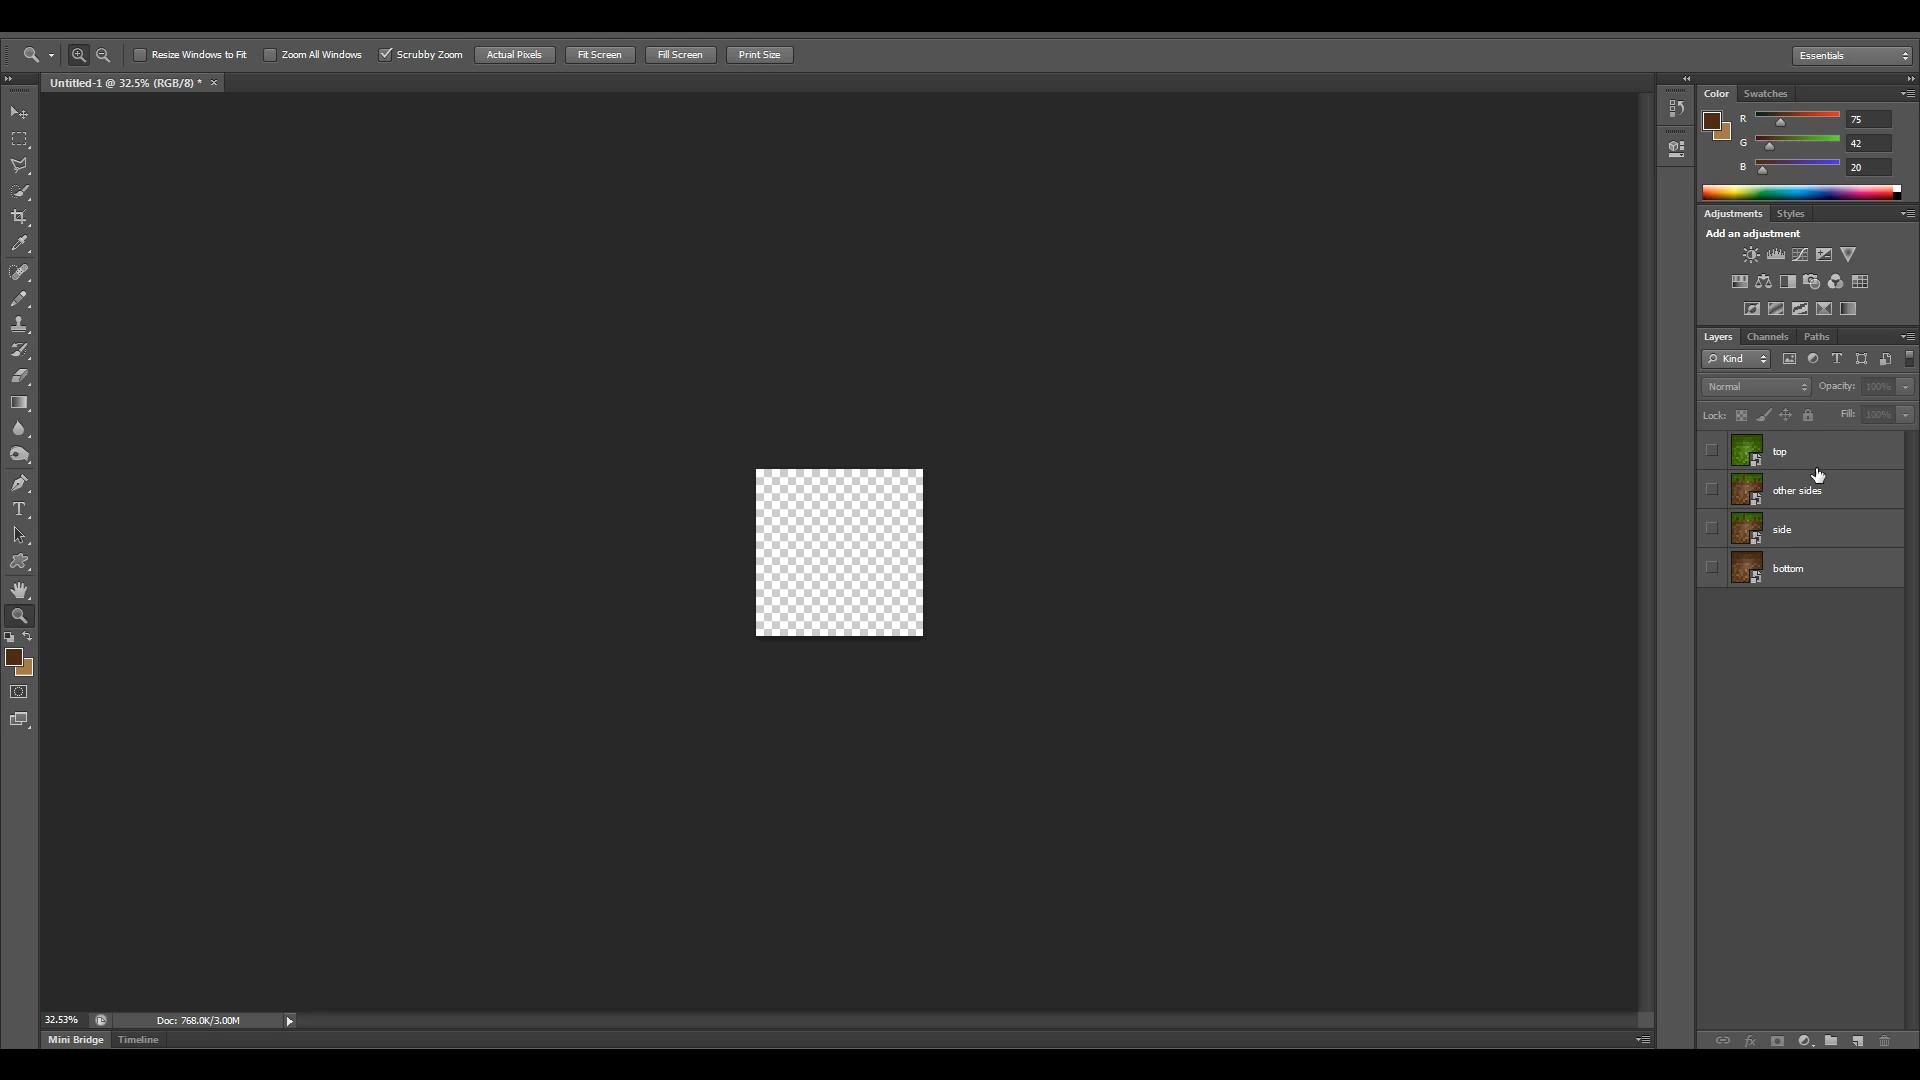 Resize Windows to Fit Zoom All Windows Scrubby Zoom Actual Pixels Fit Screen Fill Screen Print Size Essentials
Untitled-1 @ 32.5% (RGB/8) * ×
Color Swatches
R 75
G 42
B 20
Adjustments Styles
Add an adjustment
Layers Channels Paths
Kind
Normal Opacity: 100%
Lock: Fill: 100%
top
other sides
side
bottom
T
32.53% Doc: 768.0K/3.00M
Mini Bridge Timeline
fx